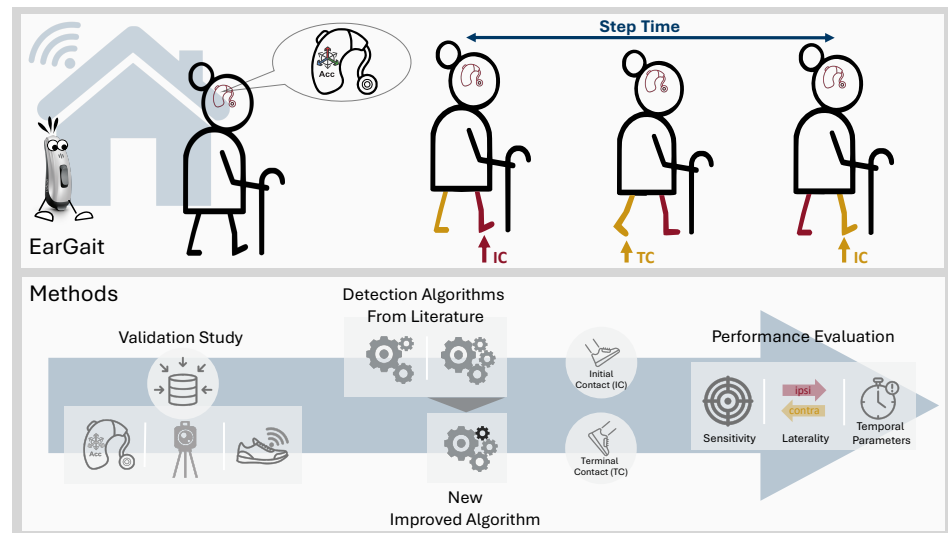 Step Time
Acc
EarGait
IC
TC
IC
Methods
Detection Algorithms
From Literature
Validation Study
Performance Evaluation
Initial
Contact (IC)
ipsi
contra
Acc
Sensitivity
Laterality
Temporal
Parameters
Terminal
Contact (TC)
New
Improved Algorithm